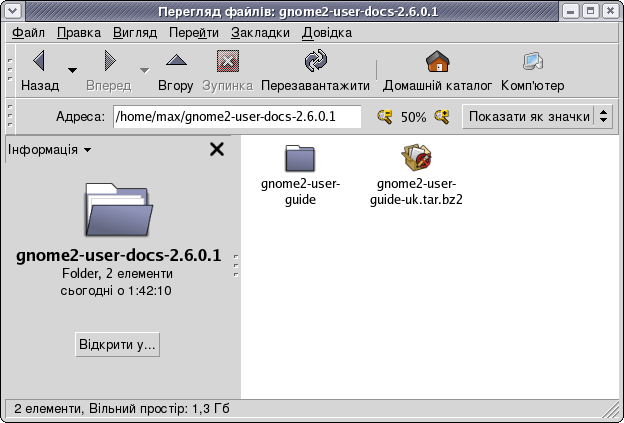 Перегляд файлів: gnome2-user-docs-2.6.0.1
Файл Правка Вигляд Перейти Закладки Довідка
Назад Вперед Вгору Зупинка Перезавантажити Домашній каталог Комп'ютер
Адреса: /home/max/gnome2-user-docs-2.6.0.1 50% Показати як значки
Інформація
gnome2-user-docs-2.6.0.1
Folder, 2 елементи
сьогодні о 1:42:10
Відкрити у...
gnome2-user-
guide
gnome2-user-
guide-uk.tar.bz2
2 елементи, Вільний простір: 1,3 Гб